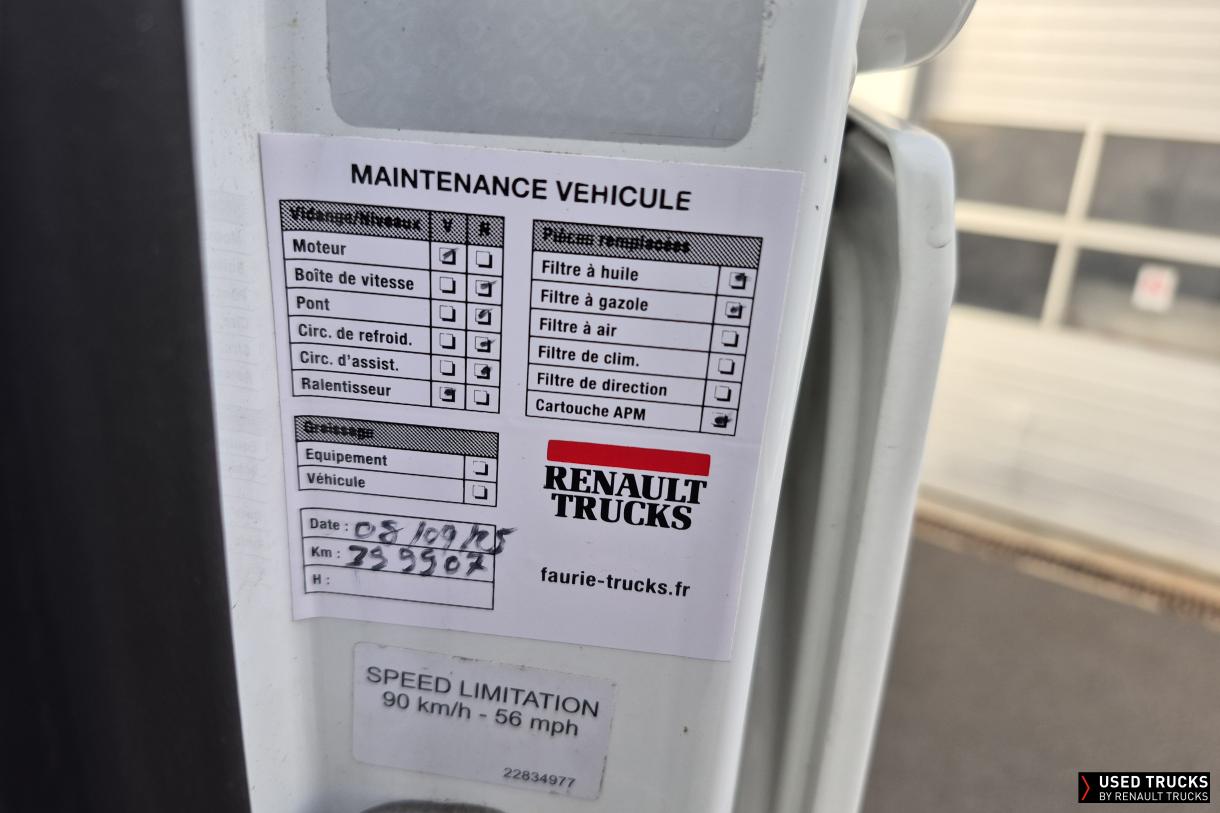 MAINTENANCE VEHICULE
Vidange/Niveaux V N
Moteur
Boîte de vitesse
Pont
Circ. de refroid.
Circ. d'assist.
Ralentisseur
Graissage
Equipement
Véhicule
Date : 08/09/25
Km :
H :
Pièces remplacées
Filtre à huile
Filtre à gazole
Filtre à air
Filtre de clim.
Filtre de direction
Cartouche APM
RENAULT
TRUCKS
faurie-trucks.fr
SPEED LIMITATION
90 km/h - 56 mph
22834977
USED TRUCKS
BY RENAULT TRUCKS